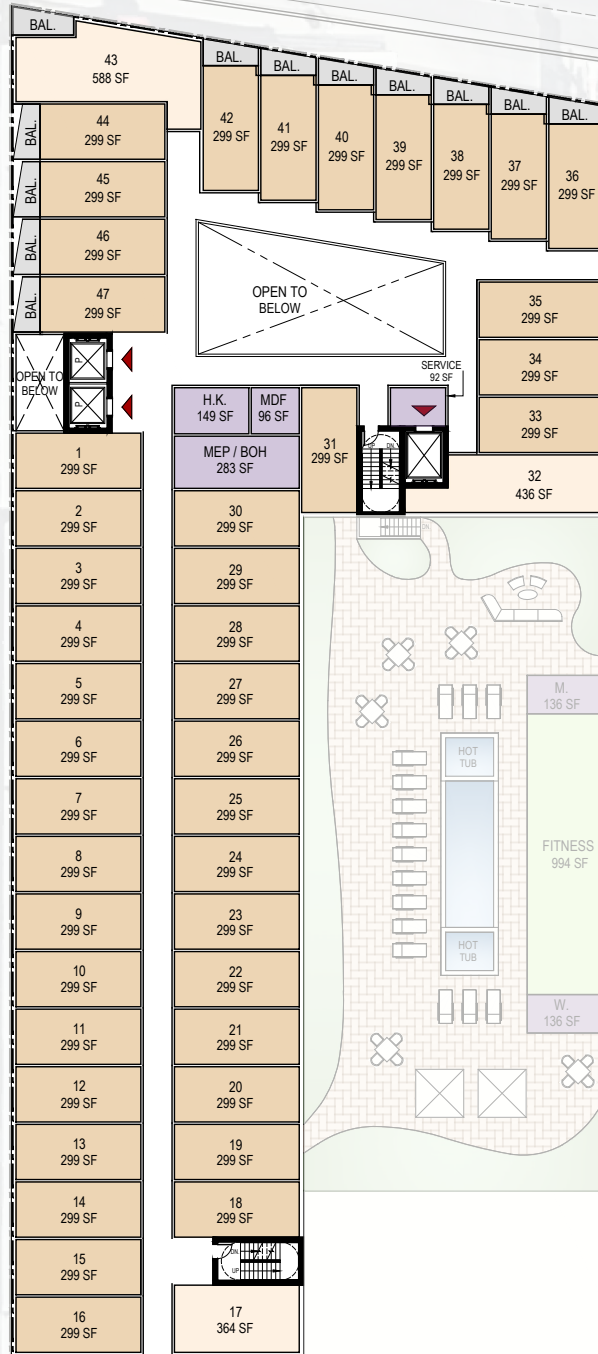 BAL.
43
588 SF
BAL.
BAL.
BAL.
BAL.
BAL.
BAL.
BAL.
42
299 SF
41
299 SF
40
299 SF
39
299 SF
38
299 SF
37
299 SF
36
299 SF
BAL.
44
299 SF
BAL.
45
299 SF
BAL.
46
299 SF
BAL.
47
299 SF
OPEN TO
BELOW
35
299 SF
34
299 SF
33
299 SF
32
436 SF
OPEN TO
BELOW
P
P
SERVICE
92 SF
H.K.
149 SF
MDF
96 SF
MEP / BOH
283 SF
31
299 SF
UP
DN.
1
299 SF
2
299 SF
3
299 SF
4
299 SF
5
299 SF
6
299 SF
7
299 SF
8
299 SF
9
299 SF
10
299 SF
11
299 SF
12
299 SF
13
299 SF
14
299 SF
15
299 SF
16
299 SF
30
299 SF
29
299 SF
28
299 SF
27
299 SF
26
299 SF
25
299 SF
24
299 SF
23
299 SF
22
299 SF
21
299 SF
20
299 SF
19
299 SF
18
299 SF
DN.
UP
17
364 SF
DN.
M.
136 SF
HOT
TUB
FITNESS
994 SF
HOT
TUB
W.
136 SF